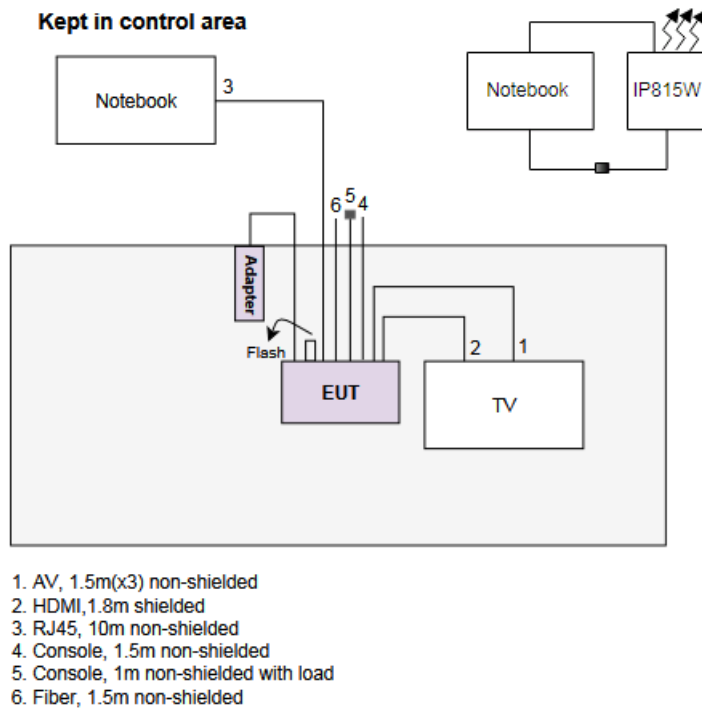 Kept in control area
Notebook
3
Notebook
IP815W
6
5
4
Adapter
Flash
2
1
EUT
TV
1. AV, 1.5m(x3) non-shielded
2. HDMI,1.8m shielded
3. RJ45, 10m non-shielded
4. Console, 1.5m non-shielded
5. Console, 1m non-shielded with load
6. Fiber, 1.5m non-shielded